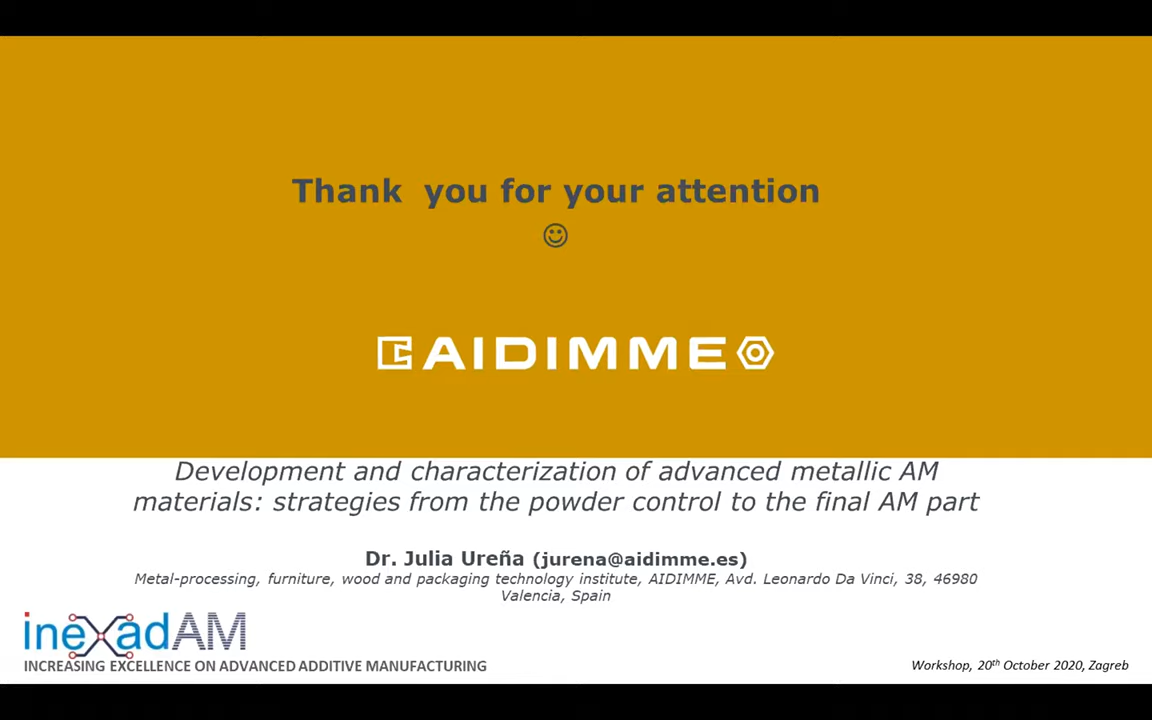 Thank you for your attention
☺
AIDIMME
Development and characterization of advanced metallic AM
materials: strategies from the powder control to the final AM part
Dr. Julia Ureña (jurena@aidimme.es)
Metal-processing, furniture, wood and packaging technology institute, AIDIMME, Avd. Leonardo Da Vinci, 38, 46980
Valencia, Spain
inexadAM
INCREASING EXCELLENCE ON ADVANCED ADDITIVE MANUFACTURING
Workshop, 20th October 2020, Zagreb